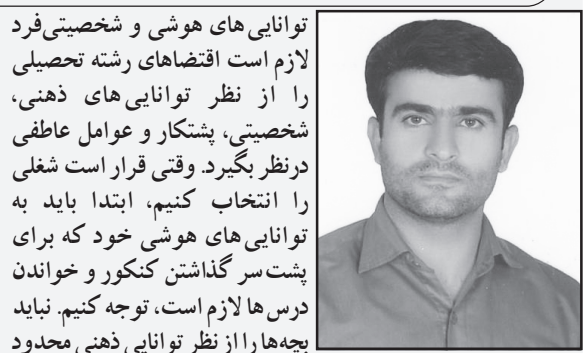 توانایی‌های هوشی و شخصیتی‌فرد
لازم است اقتضاهای رشته تحصیلی
را از نظر توانایی‌های ذهنی،
شخصیتی، پشتکار و عوامل عاطفی
درنظر بگیرد. وقتی قرار است شغلی
را انتخاب کنیم، ابتدا باید به
توانایی‌های هوشی خود که برای
پشت‌سر گذاشتن کنکور و خواندن
درس‌ها لازم است، توجه کنیم. نباید
بچه‌ها را از نظر توانایی ذهنی محدود